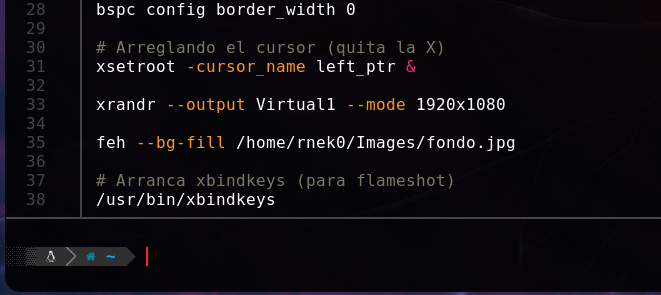 28 bspc config border_width 0
29
30 # Arreglando el cursor (quita la X)
31 xsetroot -cursor_name left_ptr &
32
33 xrandr --output Virtual1 --mode 1920x1080
34
35 feh --bg-fill /home/rnek0/Images/fondo.jpg
36
37 # Arranca xbindkeys (para flameshot)
38 /usr/bin/xbindkeys
~